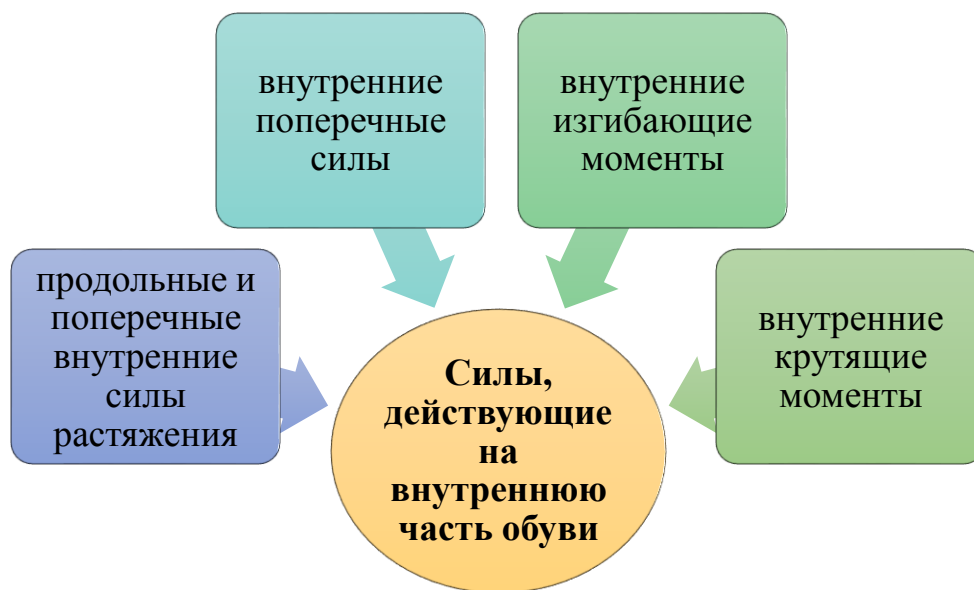 внутренние
поперечные
силы
внутренние
изгибающие
моменты
продольные и
поперечные
внутренние
силы
растяжения
внутренние
крутящие
моменты
Силы,
действующие
на
внутреннюю
часть обуви